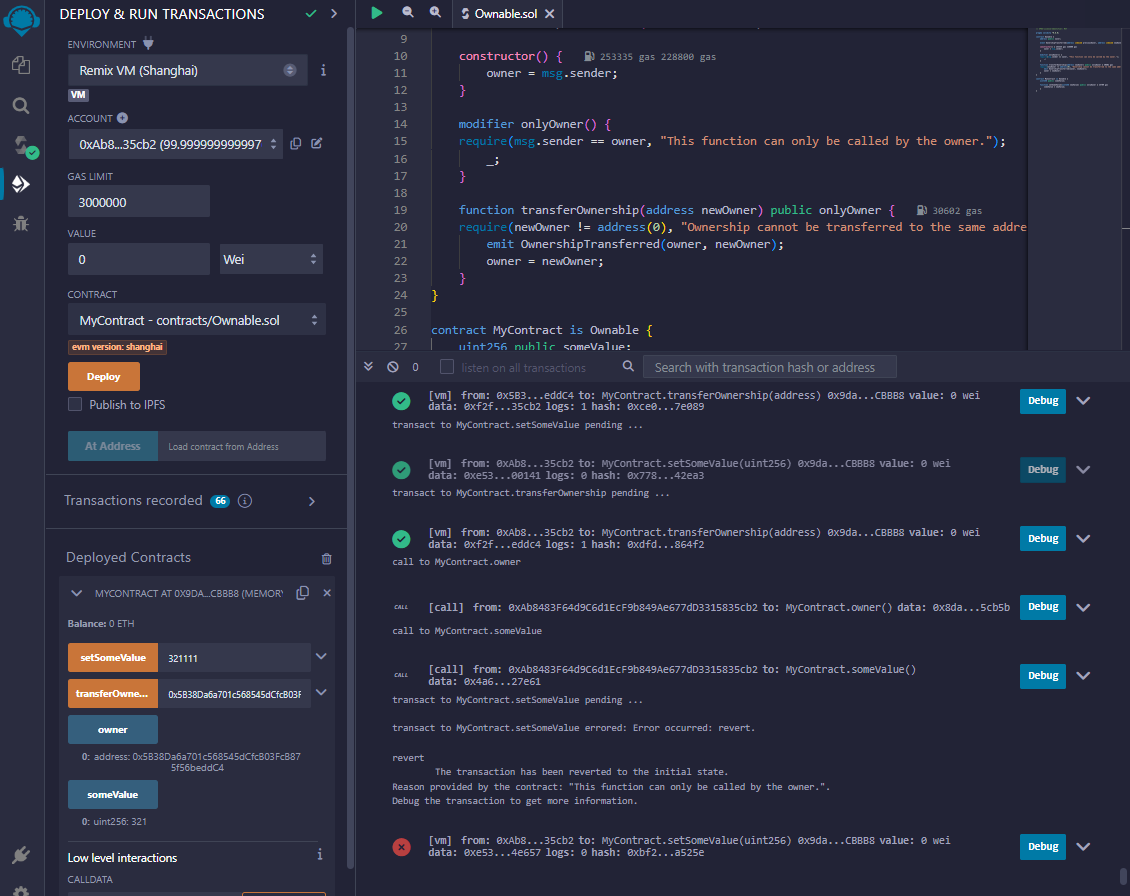 DEPLOY & RUN TRANSACTIONS
ENVIRONMENT
Remix VM (Shanghai)
VM
ACCOUNT
0xAb8...35cb2 (99.999999999997
GAS LIMIT
3000000
VALUE
0
Wei
CONTRACT
MyContract - contracts/Ownable.sol
evm version: shanghai
Deploy
Publish to IPFS
At Address
Load contract from Address
Transactions recorded 66
Deployed Contracts
MYCONTRACT AT 0X9DA...CBBB8 (MEMOR
Balance: 0 ETH
setSomeValue 321111
transferOwne... 0x5B38Da6a701c568545dCfcB03F
owner
0: address: 0x5B38Da6a701c568545dCfcB03FcB87
5f56beddC4
someValue
0: uint256: 321
Low level interactions
CALLDATA
Ownable.sol
9
10 constructor() { 253335 gas 228800 gas
11 owner = msg.sender;
12 }
13
14 modifier onlyOwner() {
15 require(msg.sender == owner, "This function can only be called by the owner.");
16 _;
17 }
18
19 function transferOwnership(address newOwner) public onlyOwner { 30602 gas
20 require(newOwner != address(0), "Ownership cannot be transferred to the same addre
21 emit OwnershipTransferred(owner, newOwner);
22 owner = newOwner;
23 }
24 }
25
26 contract MyContract is Ownable {
27 uint256 public someValue;
0
listen on all transactions
Search with transaction hash or address
[vm] from: 0x5B3...eddC4 to: MyContract.transferOwnership(address) 0x9da...CBBB8 value: 0 wei
data: 0xf2f...35cb2 logs: 1 hash: 0xce0...7e089
Debug
transact to MyContract.setSomeValue pending ...
[vm] from: 0xAb8...35cb2 to: MyContract.setSomeValue(uint256) 0x9da...CBBB8 value: 0 wei
data: 0xe53...00141 logs: 0 hash: 0x778...42ea3
Debug
transact to MyContract.transferOwnership pending ...
[vm] from: 0xAb8...35cb2 to: MyContract.transferOwnership(address) 0x9da...CBBB8 value: 0 wei
data: 0xf2f...eddc4 logs: 1 hash: 0xdfd...864f2
Debug
call to MyContract.owner
CALL [call] from: 0xAb8483F64d9C6d1EcF9b849Ae677dD3315835cb2 to: MyContract.owner() data: 0x8da...5cb5b
Debug
call to MyContract.someValue
CALL [call] from: 0xAb8483F64d9C6d1EcF9b849Ae677dD3315835cb2 to: MyContract.someValue()
data: 0x4a6...27e61
Debug
transact to MyContract.setSomeValue pending ...
transact to MyContract.setSomeValue errored: Error occurred: revert.
revert
The transaction has been reverted to the initial state.
Reason provided by the contract: "This function can only be called by the owner.".
Debug the transaction to get more information.
[vm] from: 0xAb8...35cb2 to: MyContract.setSomeValue(uint256) 0x9da...CBBB8 value: 0 wei
data: 0xe53...4e657 logs: 0 hash: 0xbf2...a525e
Debug